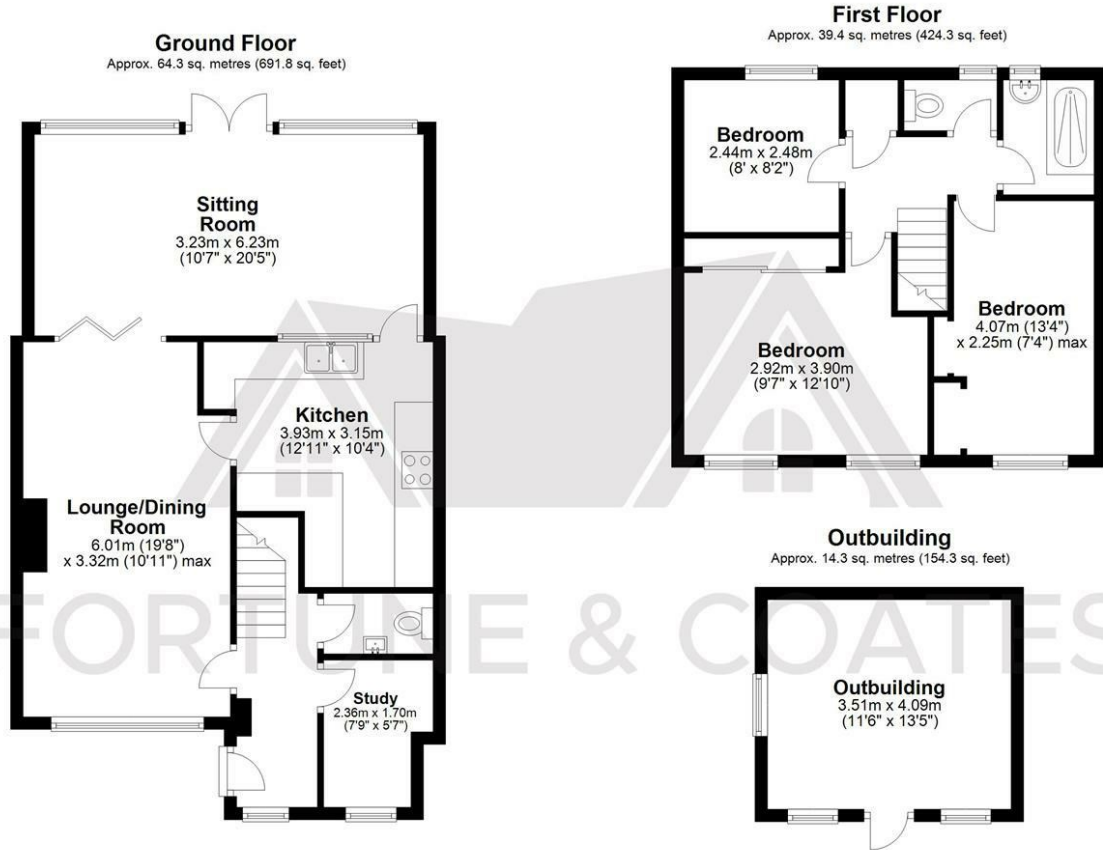 Ground Floor
Approx. 64.3 sq. metres (691.8 sq. feet)
Sitting
Room
3.23m x 6.23m
(10'7" x 20'5")
Kitchen
3.93m x 3.15m
(12'11" x 10'4")
Lounge/Dining
Room
6.01m (19'8")
x 3.32m (10'11") max
Study
2.36m x 1.70m
(7'9" x 5'7")
First Floor
Approx. 39.4 sq. metres (424.3 sq. feet)
Bedroom
2.44m x 2.48m
(8' x 8'2")
Bedroom
4.07m (13'4")
x 2.25m (7'4") max
Bedroom
2.92m x 3.90m
(9'7" x 12'10")
Outbuilding
Approx. 14.3 sq. metres (154.3 sq. feet)
Outbuilding
3.51m x 4.09m
(11'6" x 13'5")
FORTUNE & COATES